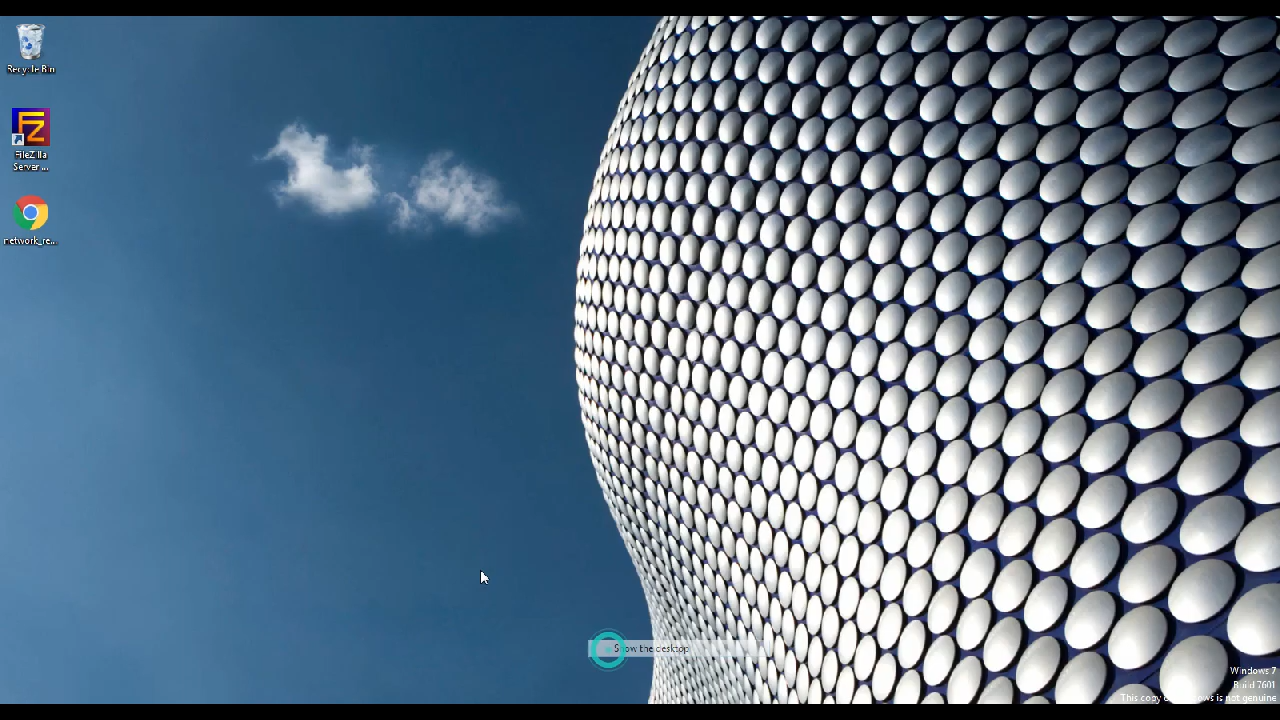 Recycle Bin
FileZilla
Server ...
network_re...
Show the desktop
Windows 7
Build 7601
This copy of Windows is not genuine